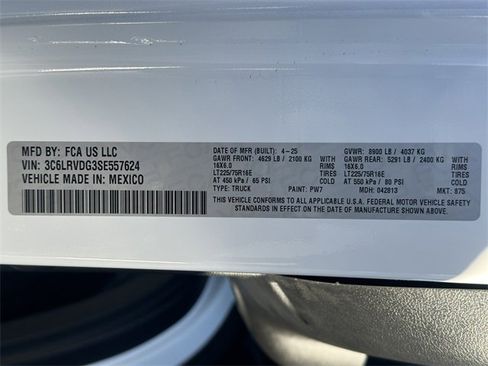 MFD BY: FCA US LLC
VIN: 3C6LRVDG3SE557624
VEHICLE MADE IN: MEXICO
MFD DATE (BUILT): 4-25 GVWR: 8900 LB / 4037 KG
GAWR FRONT: 4629 LB / 2100 KG GAWR REAR: 5291 LB / 2400 KG
16X6.0 RIMS 16X6.0 RIMS
LT225/75R16E TIRES LT225/75R16E TIRES
AT 450 kPa / 65 PSI COLD AT 550 kPa / 80 PSI COLD
TYPE: TRUCK PAINT: PW7 MDH: 042813 MKT: 875
THIS VEHICLE CONFORMS TO ALL APPLICABLE U.S.A. FEDERAL MOTOR VEHICLE SAFETY
STANDARDS IN EFFECT ON THE DATE OF MANUFACTURE SHOWN ABOVE.